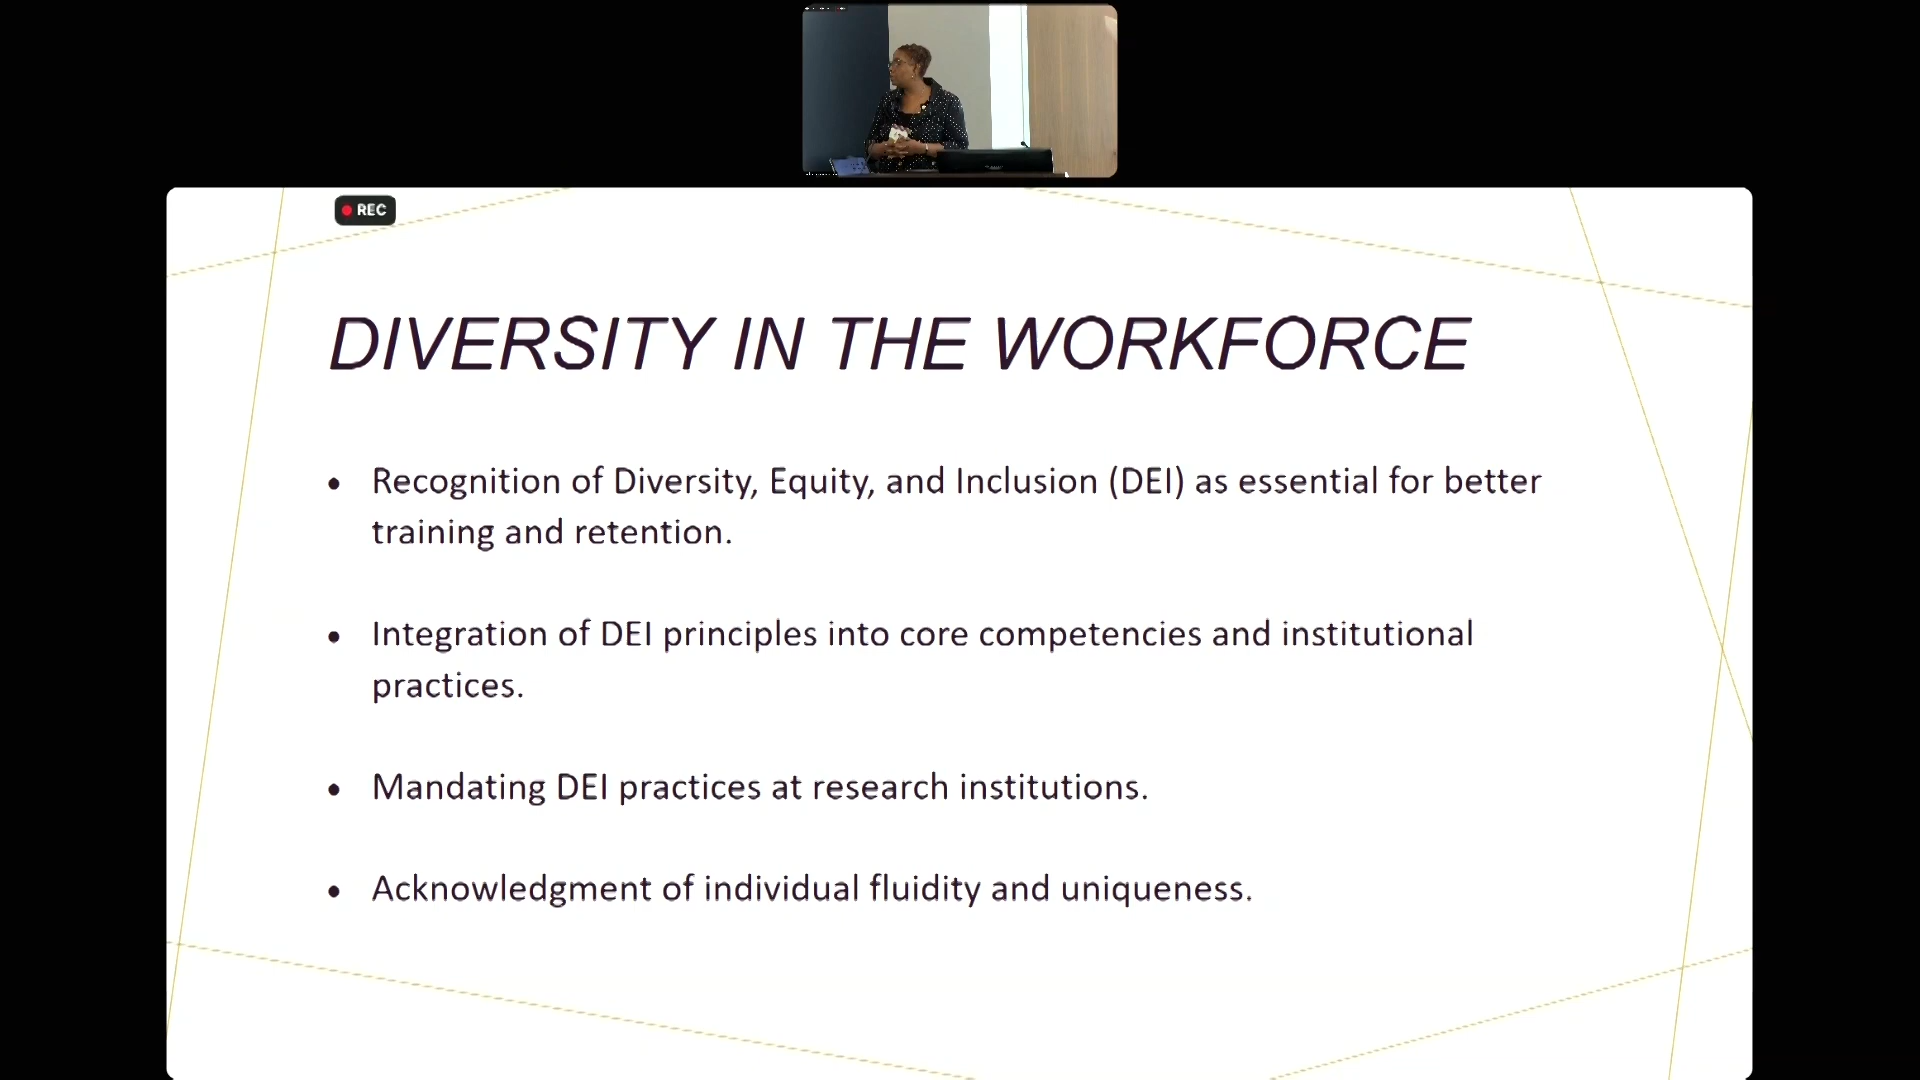 REC
DIVERSITY IN THE WORKFORCE
• Recognition of Diversity, Equity, and Inclusion (DEI) as essential for better
training and retention.
• Integration of DEI principles into core competencies and institutional
practices.
• Mandating DEI practices at research institutions.
• Acknowledgment of individual fluidity and uniqueness.